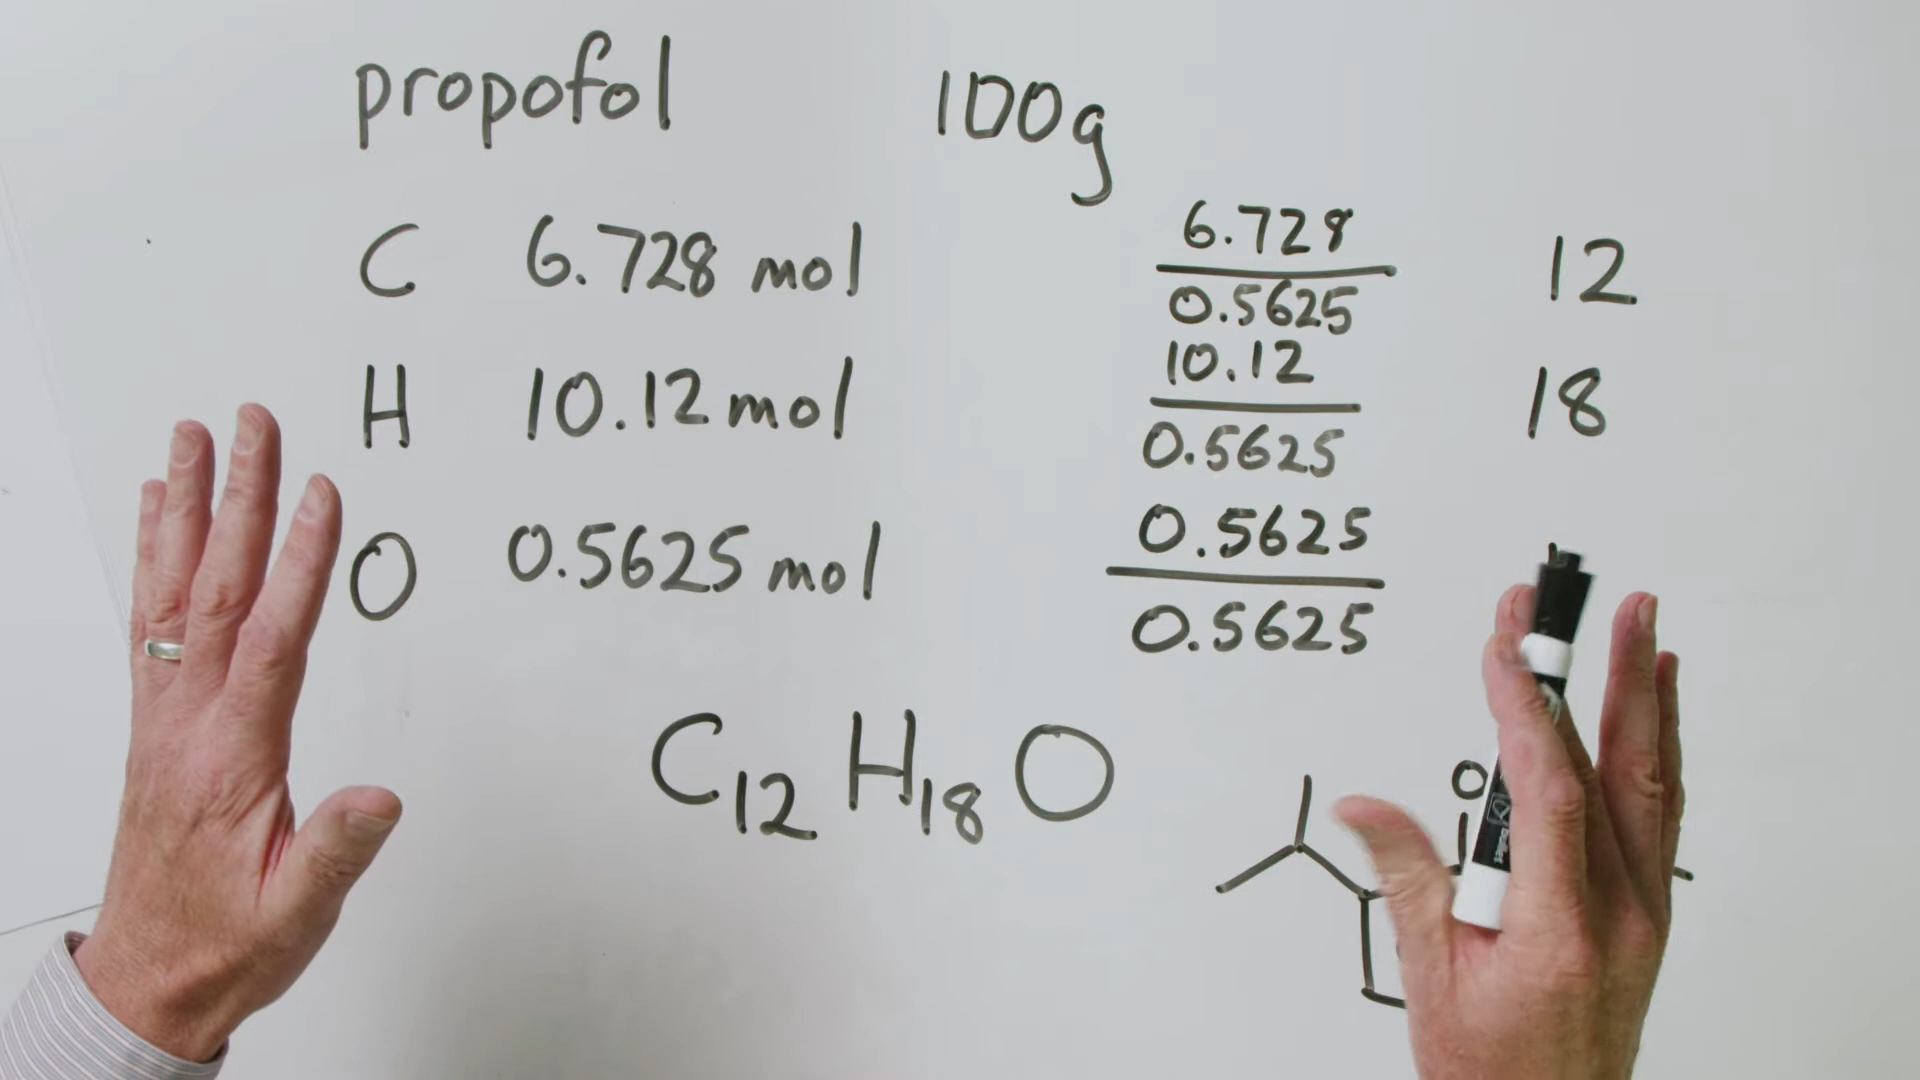 propofol 100g
C 6.728 mol 6.728 12
0.5625
H 10.12 mol 10.12 18
0.5625
O 0.5625 mol 0.5625
0.5625
C12H18O
O